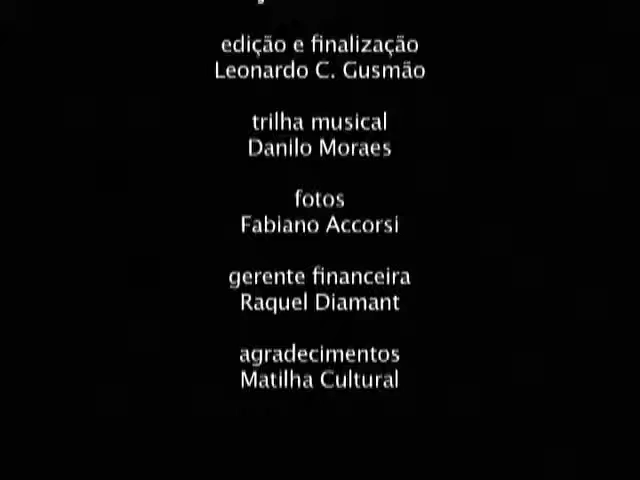 edição e finalização
Leonardo C. Gusmão
trilha musical
Danilo Moraes
fotos
Fabiano Accorsi
gerente financeira
Raquel Diamant
agradecimentos
Matilha Cultural